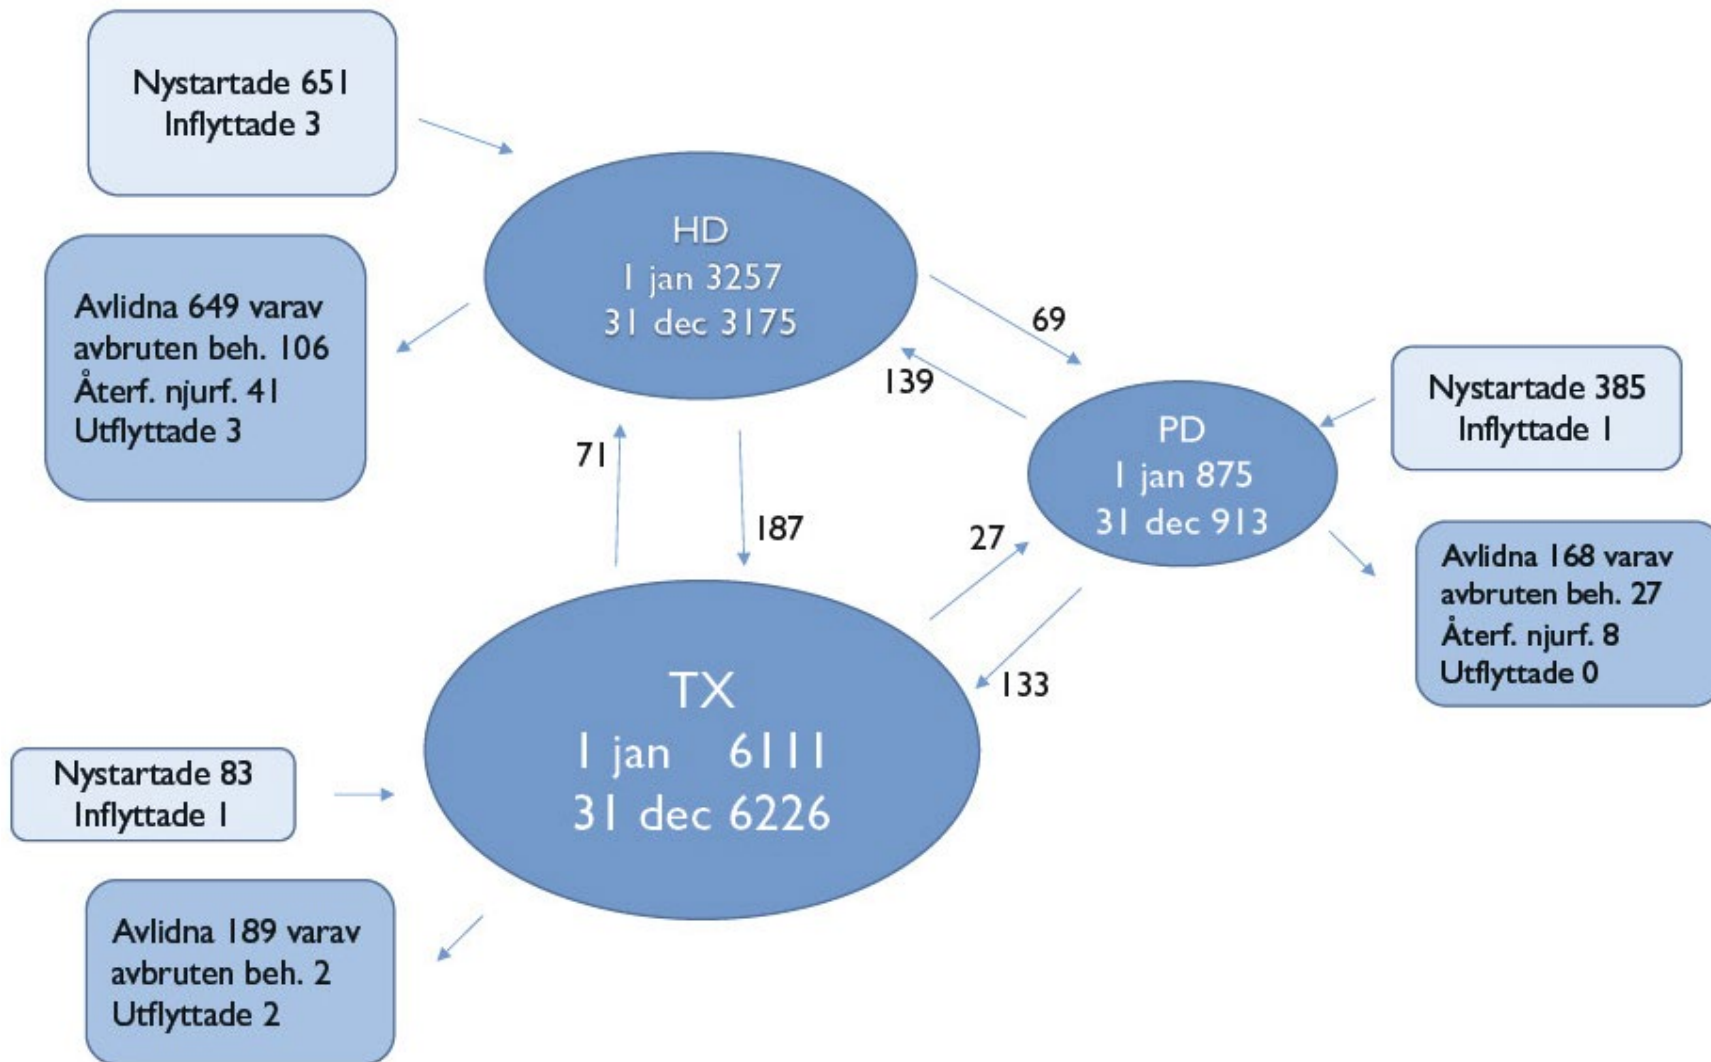 Nystartade 651
Inflyttade 3
HD
1 jan 3257
31 dec 3175
Avlidna 649 varav
avbruten beh. 106
Återf. njurf. 41
Utflyttade 3
69
139
Nystartade 385
Inflyttade 1
PD
1 jan 875
31 dec 913
71
187
27
133
Avlidna 168 varav
avbruten beh. 27
Återf. njurf. 8
Utflyttade 0
TX
1 jan 6111
31 dec 6226
Nystartade 83
Inflyttade 1
Avlidna 189 varav
avbruten beh. 2
Utflyttade 2